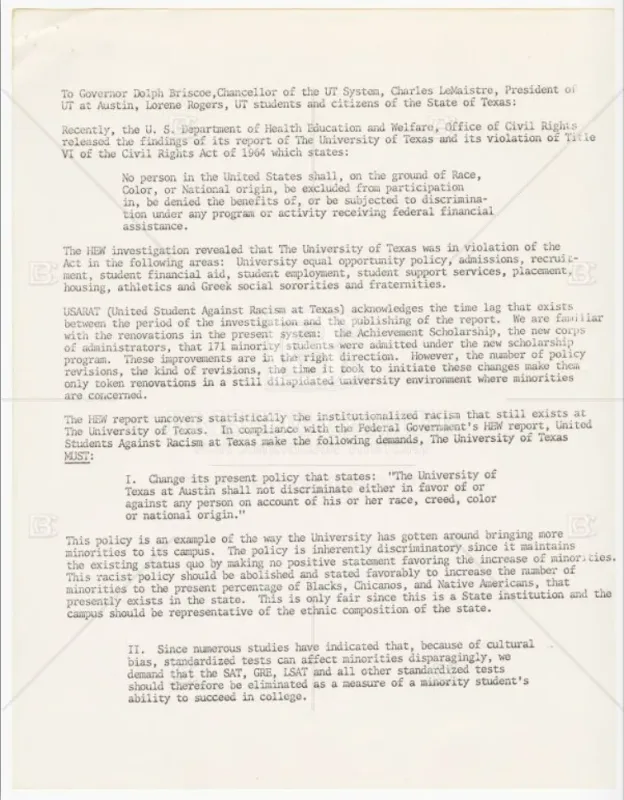 To Governor Dolph Briscoe,Chancellor of the UT System, Charles LeMaistre, President of
UT at Austin, Lorene Rogers, UT students and citizens of the State of Texas:
Recently, the U. S. Department of Health Education and Welfare, Office of Civil Rights
released the findings of its report of The University of Texas and its violation of Title
VI of the Civil Rights Act of 1964 which states:
No person in the United States shall, on the ground of Race,
Color, or National origin, be excluded from participation
in, be denied the benefits of, or be subjected to discrimina-
tion under any program or activity receiving federal financial
assistance.
The HEW investigation revealed that The University of Texas was in violation of the
Act in the following areas: University equal opportunity policy, admissions, recruit-
ment, student financial aid, student employment, student support services, placement,
housing, athletics and Greek social sororities and fraternities.
USARAT (United Student Against Racism at Texas) acknowledges the time lag that exists
between the period of the investigation and the publishing of the report. We are familiar
with the renovations in the present system: the Achievement Scholarship, the new corps
of administrators, that 171 minority students were admitted under the new scholarship
program. These improvements are in the right direction. However, the number of policy
revisions, the kind of revisions, the time it took to initiate these changes make them
only token renovations in a still dilapidated university environment where minorities
are concerned.
The HEW report uncovers statistically the institutionalized racism that still exists at
The University of Texas. In compliance with the Federal Government's HEW report, United
Students Against Racism at Texas make the following demands, The University of Texas
MUST:
I. Change its present policy that states: "The University of
Texas at Austin shall not discriminate either in favor of or
against any person on account of his or her race, creed, color
or national origin."
This policy is an example of the way the University has gotten around bringing more
minorities to its campus. The policy is inherently discriminatory since it maintains
the existing status quo by making no positive statement favoring the increase of minorities.
This racist policy should be abolished and stated favorably to increase the number of
minorities to the present percentage of Blacks, Chicanos, and Native Americans, that
presently exists in the state. This is only fair since this is a State institution and the
campus should be representative of the ethnic composition of the state.
II. Since numerous studies have indicated that, because of cultural
bias, standardized tests can affect minorities disparagingly, we
demand that the SAT, GRE, LSAT and all other standardized tests
should therefore be eliminated as a measure of a minority student's
ability to succeed in college.